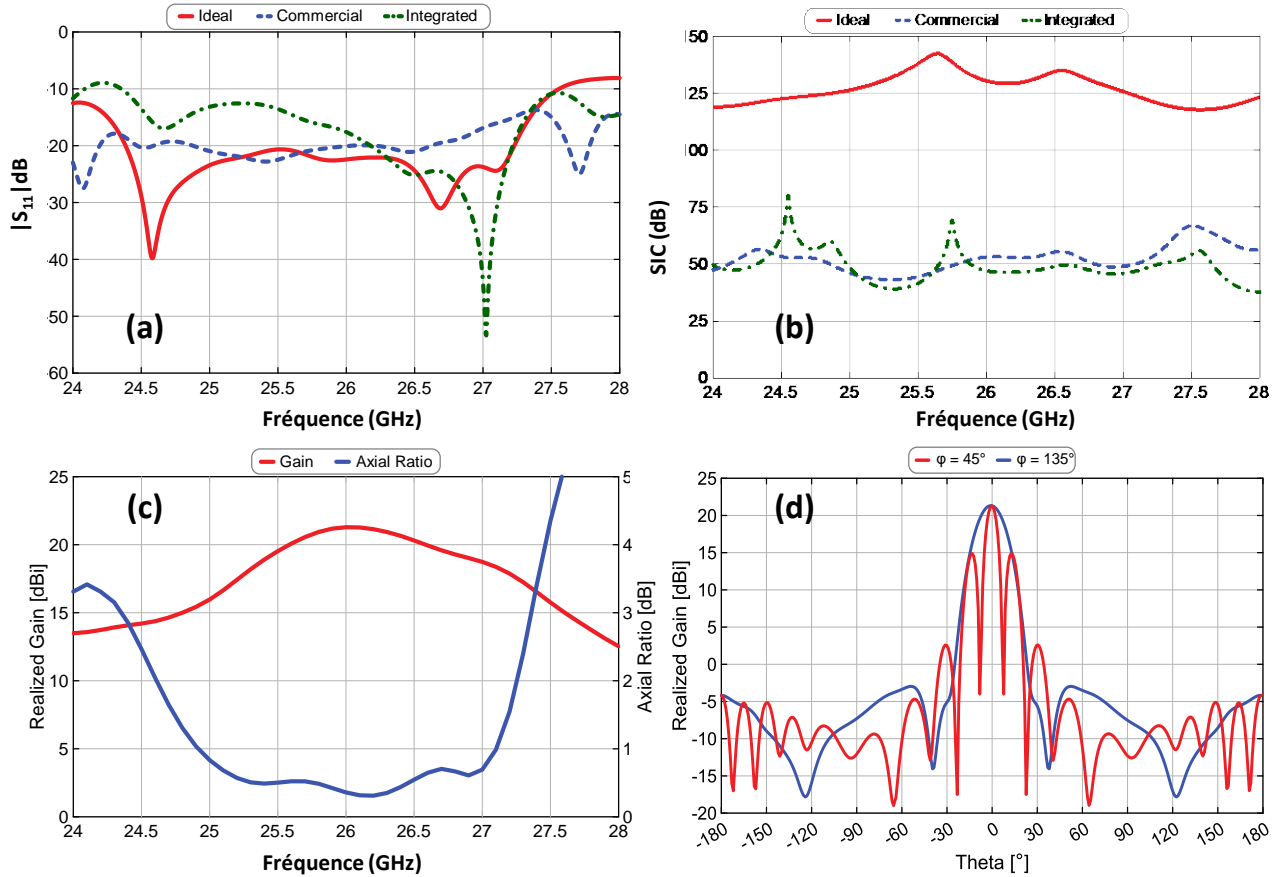 Ideal Commercial Integrated
0
-10
-20
-30
-40
-50
-60
|S11| dB
(a)
24 24.5 25 25.5 26 26.5 27 27.5 28
Fréquence (GHz)
Ideal Commercial Integrated
50
25
00
75
50
25
0
SIC (dB)
(b)
24 24.5 25 25.5 26 26.5 27 27.5 28
Fréquence (GHz)
Gain Axial Ratio
25
20
15
10
5
0
Realized Gain [dBi]
(c)
5
4
3
2
1
0
Axial Ratio [dB]
24 24.5 25 25.5 26 26.5 27 27.5 28
Fréquence (GHz)
φ = 45° φ = 135°
25
20
15
10
5
0
-5
-10
-15
-20
Realized Gain [dBi]
(d)
-180 -150 -120 -90 -60 -30 0 30 60 90 120 150 180
Theta [°]